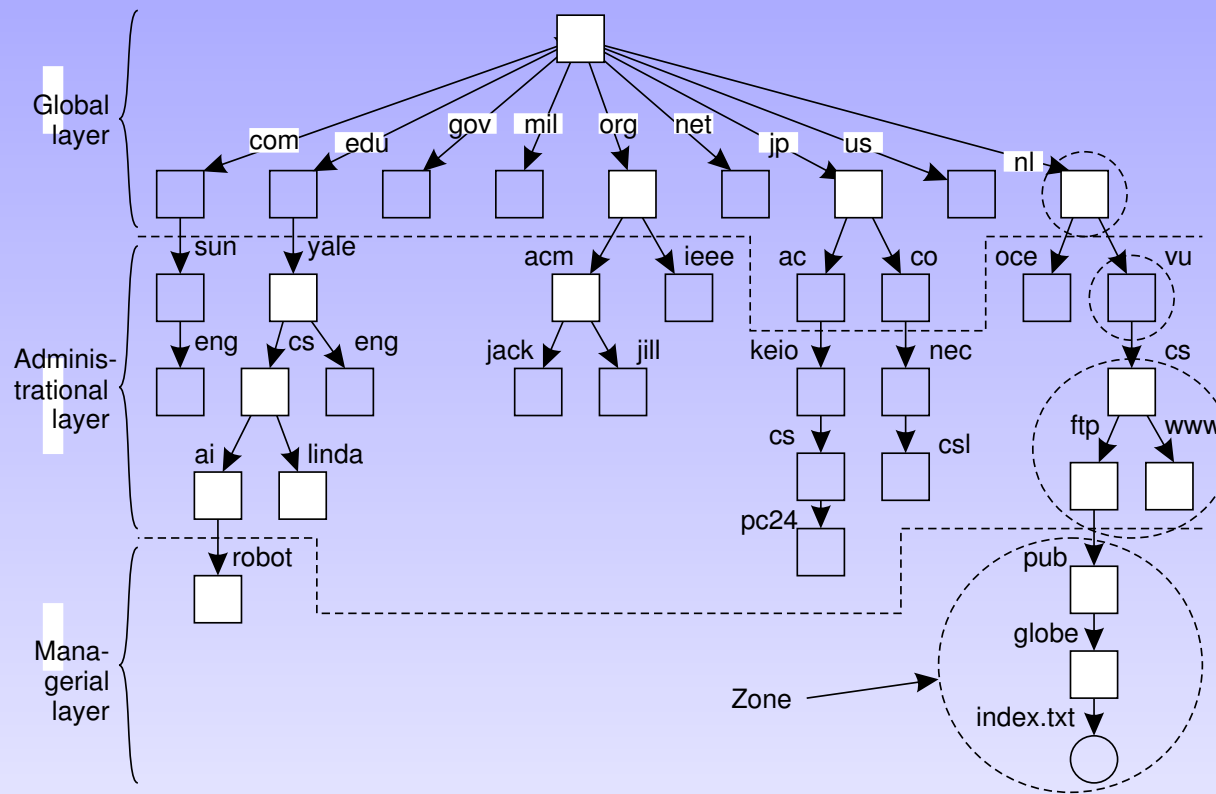 Global
layer
com
edu
gov
mil
org
net
jp
us
nl
sun
yale
acm
ieee
ac
co
oce
vu
Adminis-
trational
layer
eng
cs
eng
jack
jill
keio
nec
cs
ai
linda
cs
csl
ftp
www
pc24
robot
pub
Mana-
gerial
layer
globe
Zone
index.txt